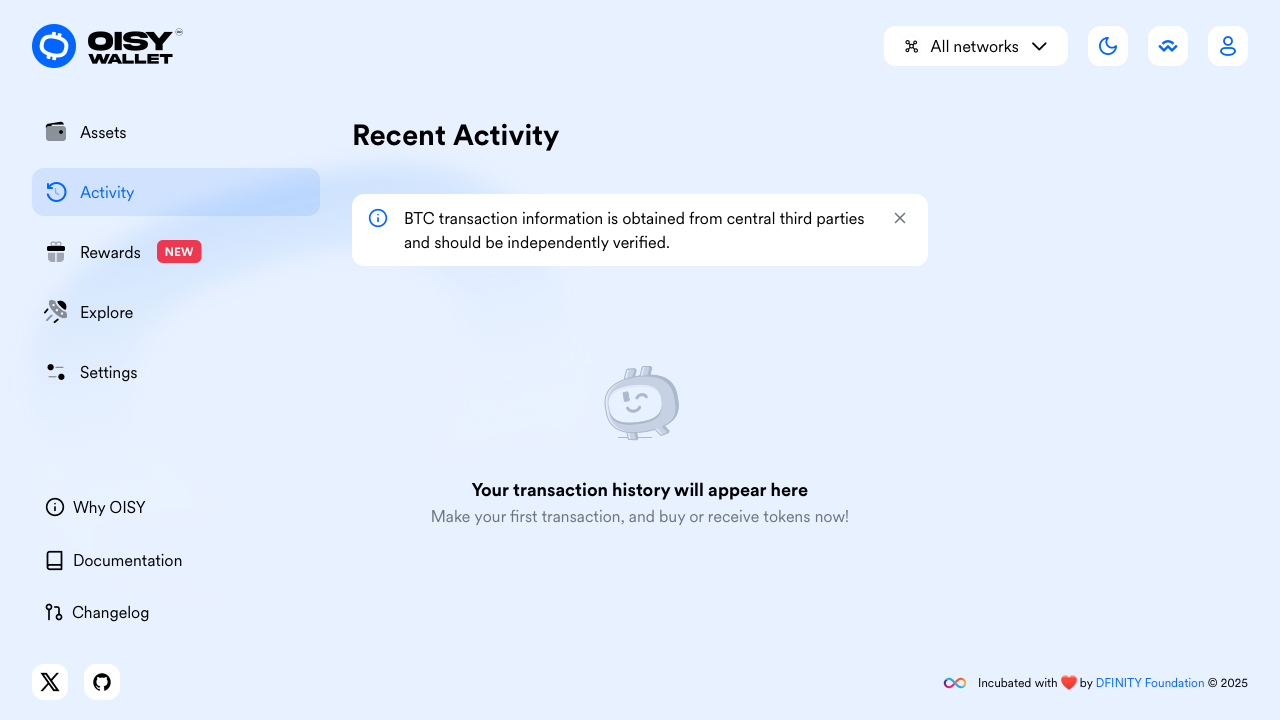 OISY
WALLET
All networks
Assets
Activity
Rewards NEW
Explore
Settings
Why OISY
Documentation
Changelog
Recent Activity
BTC transaction information is obtained from central third parties
and should be independently verified.
Your transaction history will appear here
Make your first transaction, and buy or receive tokens now!
Incubated with ❤️ by DFINITY Foundation © 2025